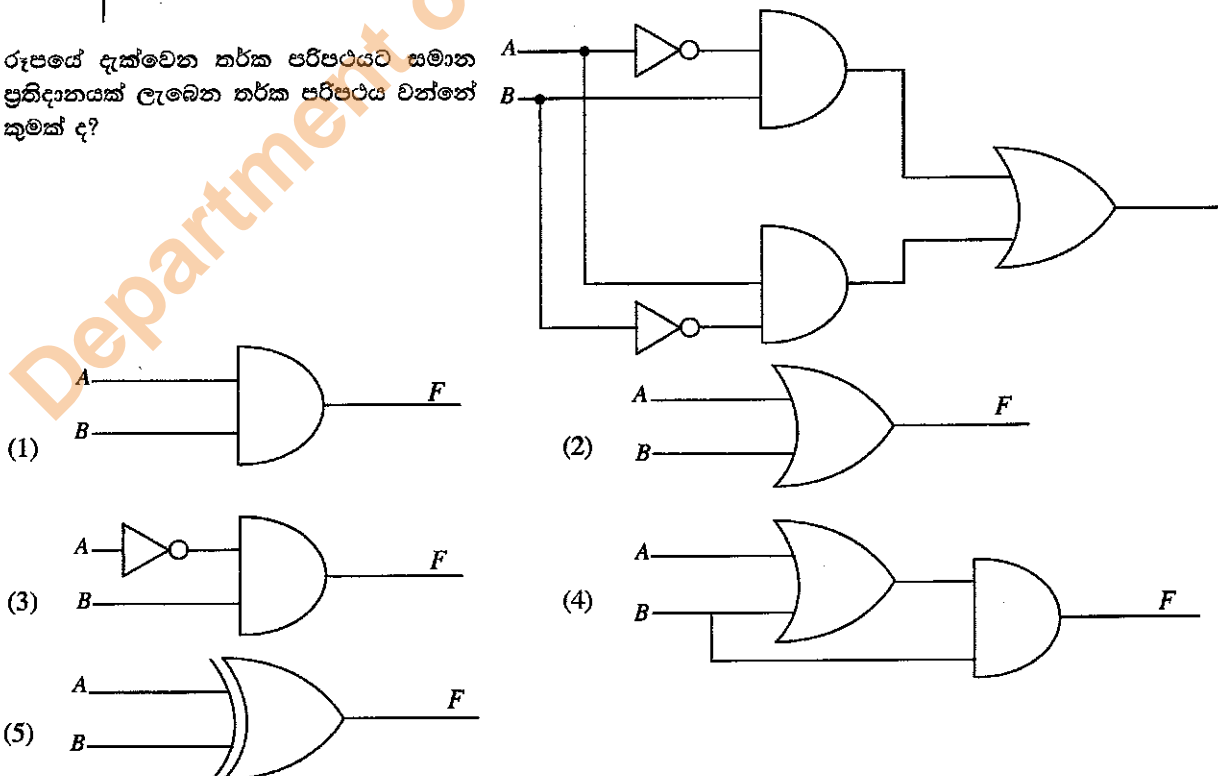 රූපයේ දැක්වෙන තර්ක පරිපථයට සමාන
ප්‍රතිදානයක් ලැබෙන තර්ක පරිපථය වන්නේ
කුමක් ද?
A
B
A
B
F
(1)
A
B
F
(2)
A
B
F
(3)
A
B
F
(4)
A
B
F
(5)
Department o